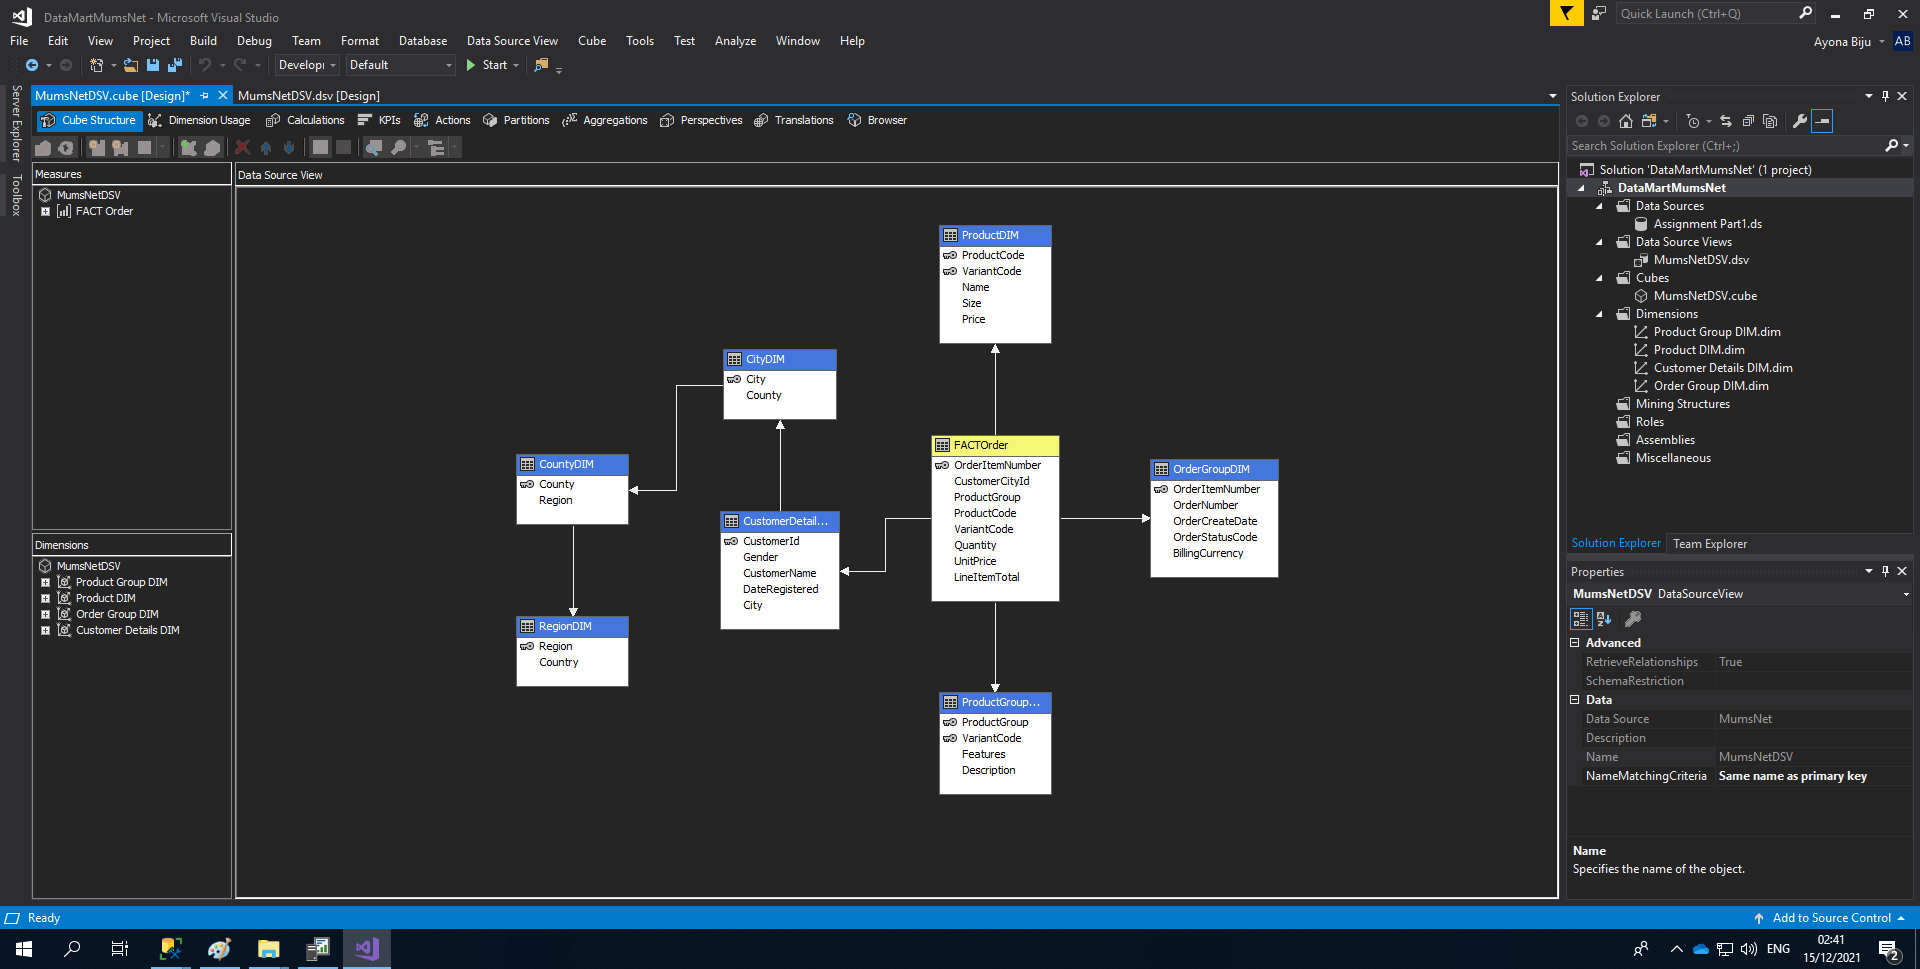 DataMartMumsNet - Microsoft Visual Studio
Quick Launch (Ctrl+Q)
File Edit View Project Build Debug Team Format Database Data Source View Cube Tools Test Analyze Window Help
Ayona Biju AB
Developi Default Start
Server Explorer
Toolbox
MumsNetDSV.cube [Design]* MumsNetDSV.dsv [Design]
Cube Structure Dimension Usage Calculations KPIs Actions Partitions Aggregations Perspectives Translations Browser
Measures
MumsNetDSV
FACT Order
Dimensions
MumsNetDSV
Product Group DIM
Product DIM
Order Group DIM
Customer Details DIM
Data Source View
ProductDIM
ProductCode
VariantCode
Name
Size
Price
CityDIM
City
County
CountyDIM
County
Region
RegionDIM
Region
Country
CustomerDetail...
CustomerId
Gender
CustomerName
DateRegistered
City
FACTOrder
OrderItemNumber
CustomerCityId
ProductGroup
ProductCode
VariantCode
Quantity
UnitPrice
LineItemTotal
OrderGroupDIM
OrderItemNumber
OrderNumber
OrderCreateDate
OrderStatusCode
BillingCurrency
ProductGroup...
ProductGroup
VariantCode
Features
Description
Solution Explorer
Search Solution Explorer (Ctrl+;)
Solution 'DataMartMumsNet' (1 project)
DataMartMumsNet
Data Sources
Assignment Part1.ds
Data Source Views
MumsNetDSV.dsv
Cubes
MumsNetDSV.cube
Dimensions
Product Group DIM.dim
Product DIM.dim
Customer Details DIM.dim
Order Group DIM.dim
Mining Structures
Roles
Assemblies
Miscellaneous
Solution Explorer Team Explorer
Properties
MumsNetDSV DataSourceView
Advanced
RetrieveRelationships True
SchemaRestriction
Data
Data Source MumsNet
Description
Name MumsNetDSV
NameMatchingCriteria Same name as primary key
Name
Specifies the name of the object.
Ready
Add to Source Control
ENG
02:41
15/12/2021
2